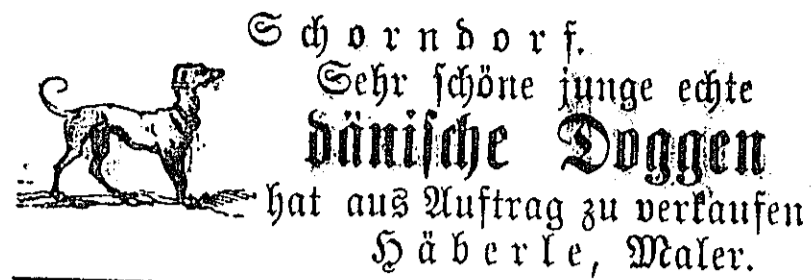 Schorndorf.
Sehr schöne junge echte
dänische Doggen
hat aus Auftrag zu verkaufen
Häberle, Maler.